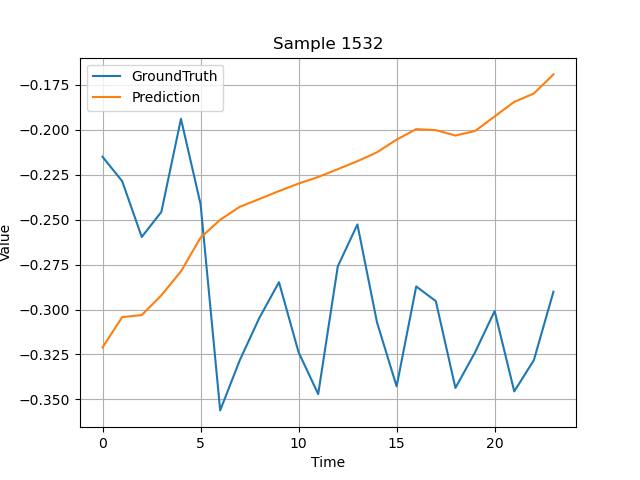 Sample 1532
GroundTruth
Prediction
−0.175
−0.200
−0.225
−0.250
−0.275
−0.300
−0.325
−0.350
Value
0 5 10 15 20
Time